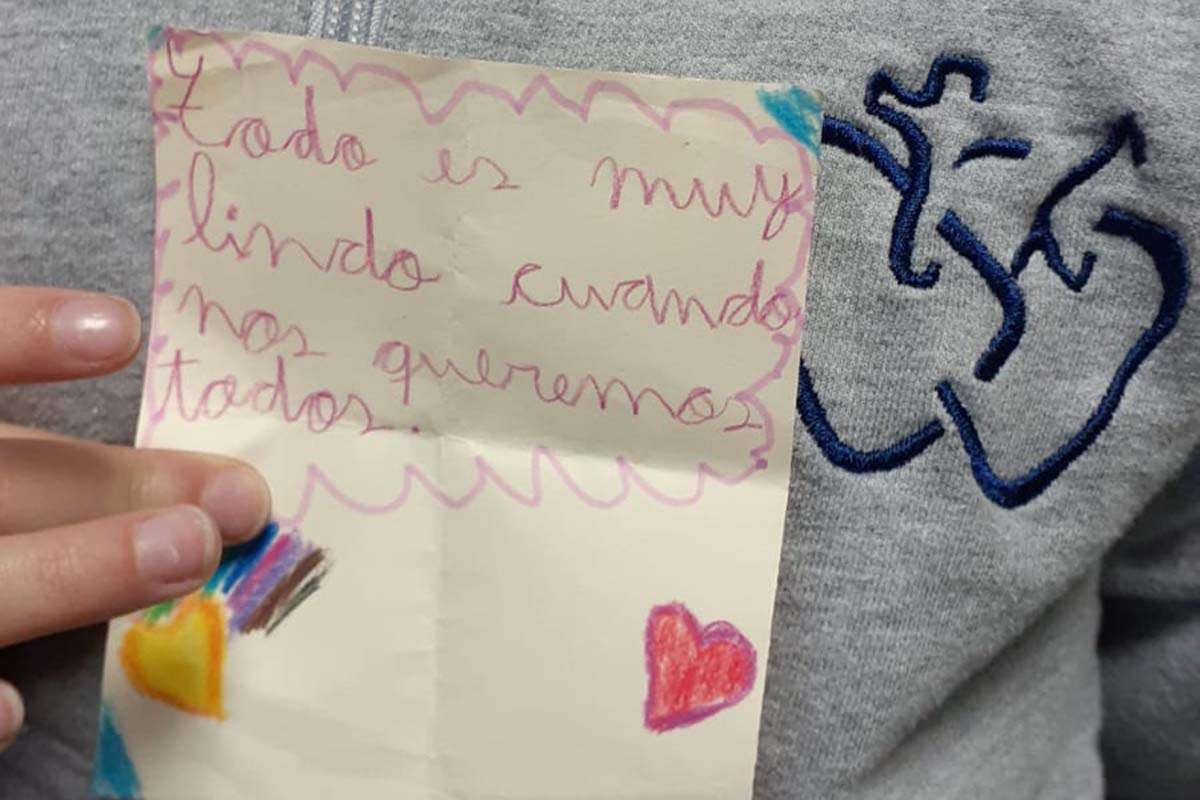 Y
todo es muy
lindo cuando
nos queremos
todos.